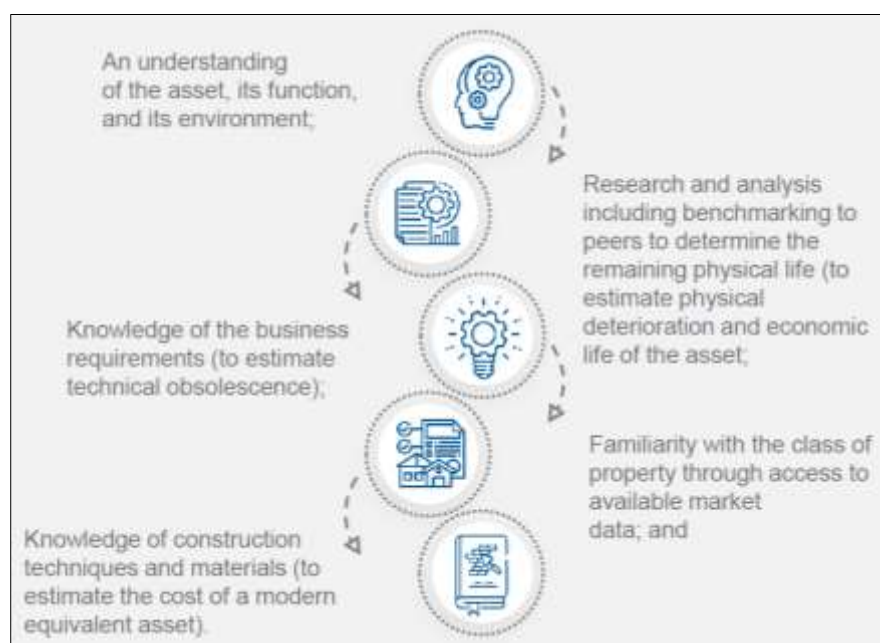 An understanding
of the asset, its function,
and its environment;
Research and analysis
including benchmarking to
peers to determine the
remaining physical life (to
estimate physical
deterioration and economic
life of the asset;
Knowledge of the business
requirements (to estimate
technical obsolescence);
Familiarity with the class of
property through access to
available market
data; and
Knowledge of construction
techniques and materials (to
estimate the cost of a modern
equivalent asset).